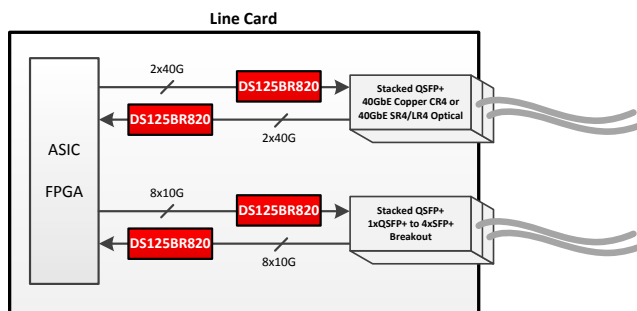 Line Card
2x40G
DS125BR820
Stacked QSFP+
40GbE Copper CR4 or
40GbE SR4/LR4 Optical
DS125BR820
2x40G
ASIC
FPGA
8x10G
DS125BR820
Stacked QSFP+
1xQSFP+ to 4xSFP+
Breakout
DS125BR820
8x10G